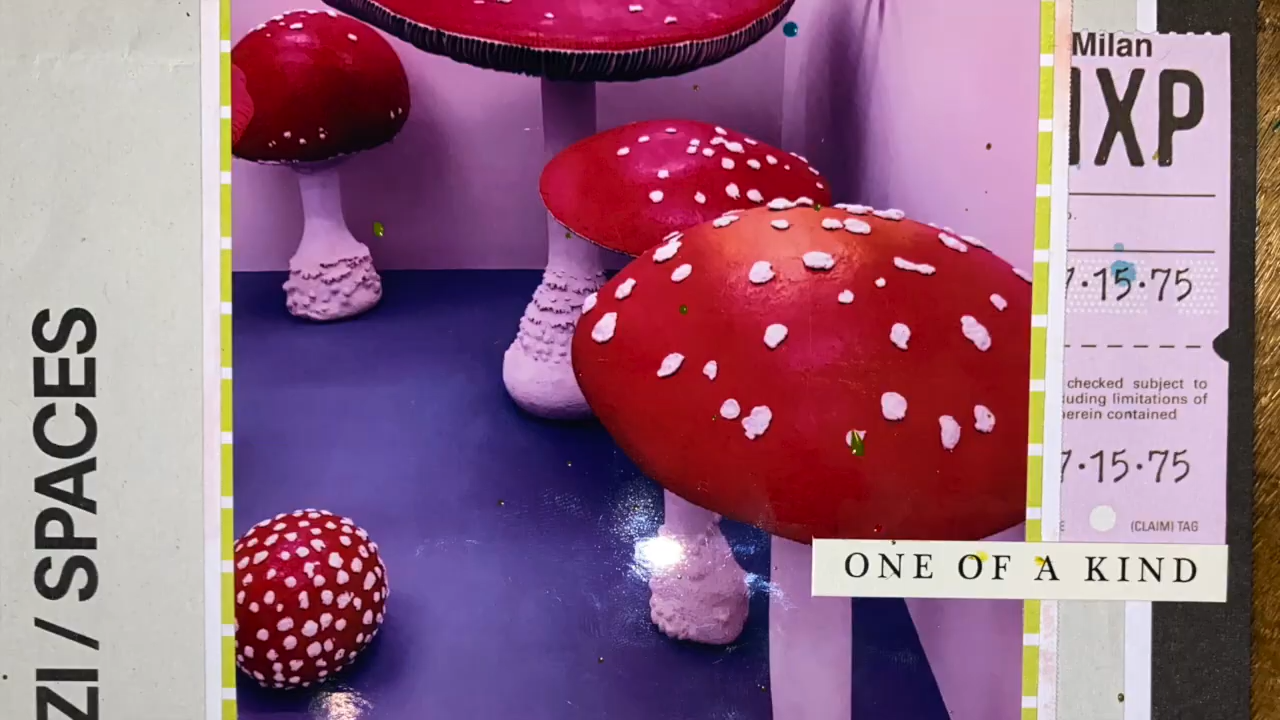 ZI / SPACES
Milan
MXP
7·15·75
checked subject to
uding limitations of
erein contained
7·15·75
(CLAIM) TAG
ONE OF A KIND